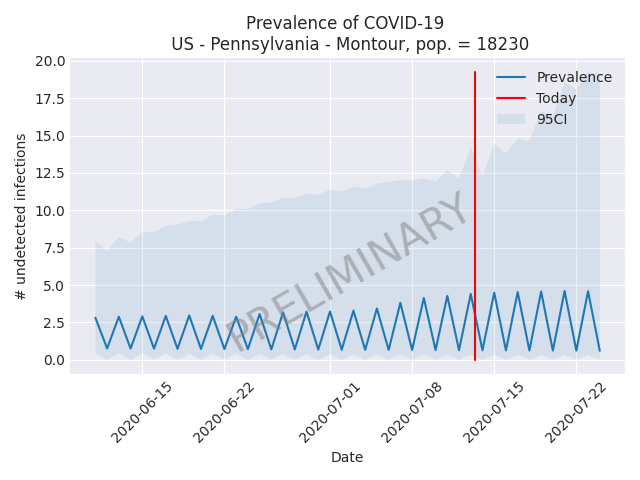 Prevalence of COVID-19
US - Pennsylvania - Montour, pop. = 18230
20.0
17.5
15.0
12.5
10.0
7.5
5.0
2.5
0.0
# undetected infections
Prevalence
Today
95CI
PRELIMINARY
2020-06-15
2020-06-22
2020-07-01
2020-07-08
2020-07-15
2020-07-22
Date